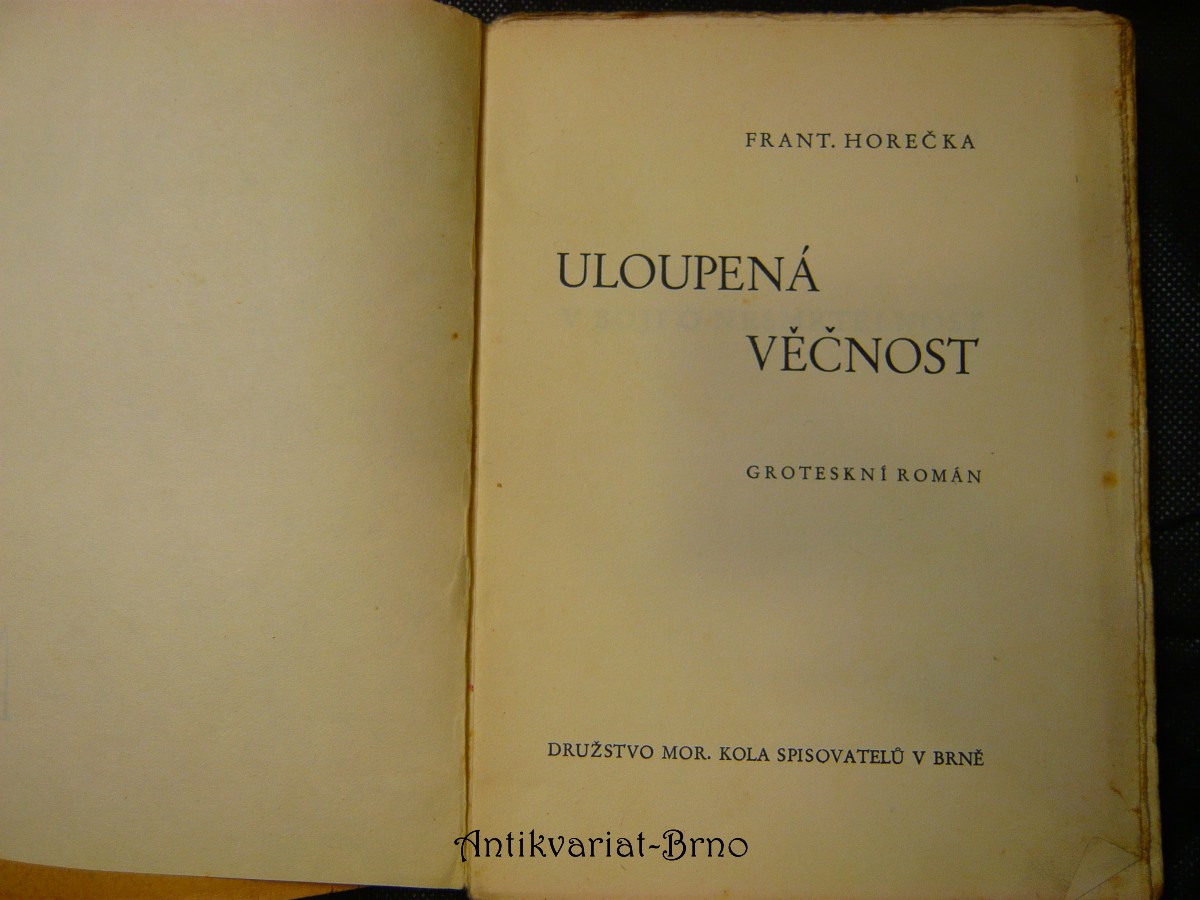 FRANT. HOREČKA
ULOUPENÁ
VĚČNOST
GROTESKNÍ ROMÁN
DRUŽSTVO MOR. KOLA SPISOVATELŮ V BRNĚ
Antikvariat-Brno